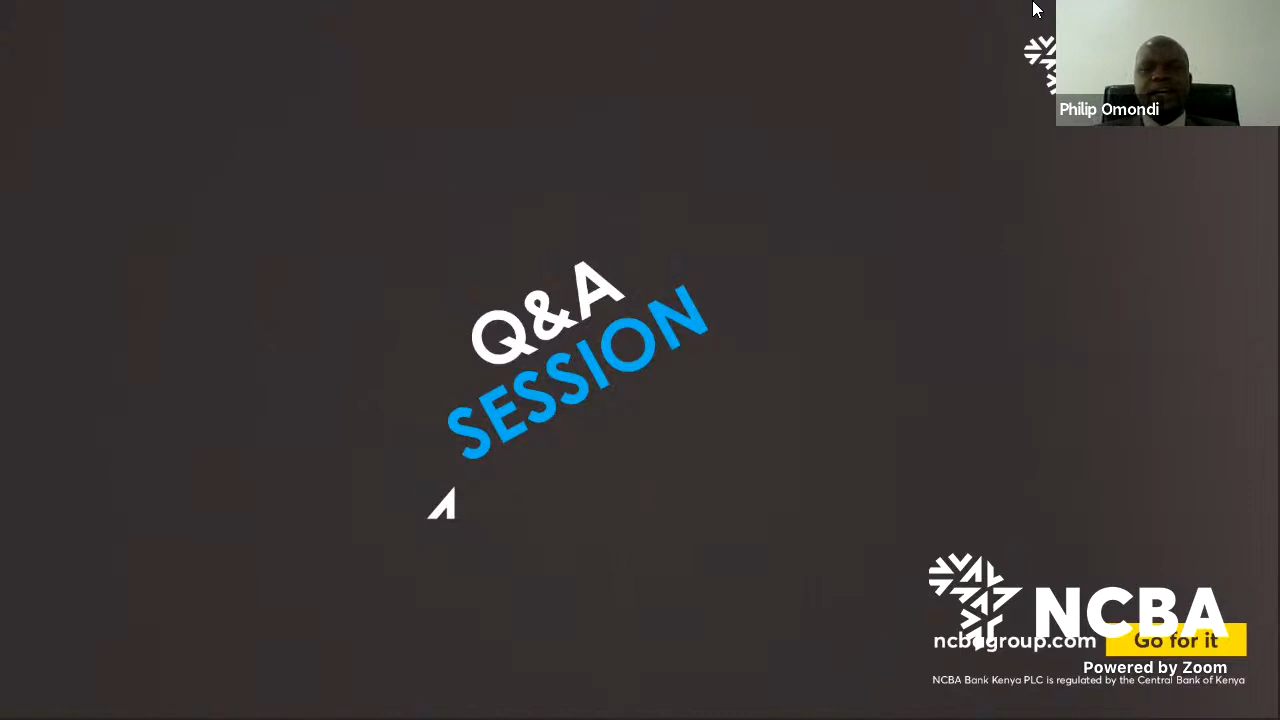 Philip Omondi
Q&A
SESSION
NCBA
ncbagroup.com
Go for it
Powered by Zoom
NCBA Bank Kenya PLC is regulated by the Central Bank of Kenya